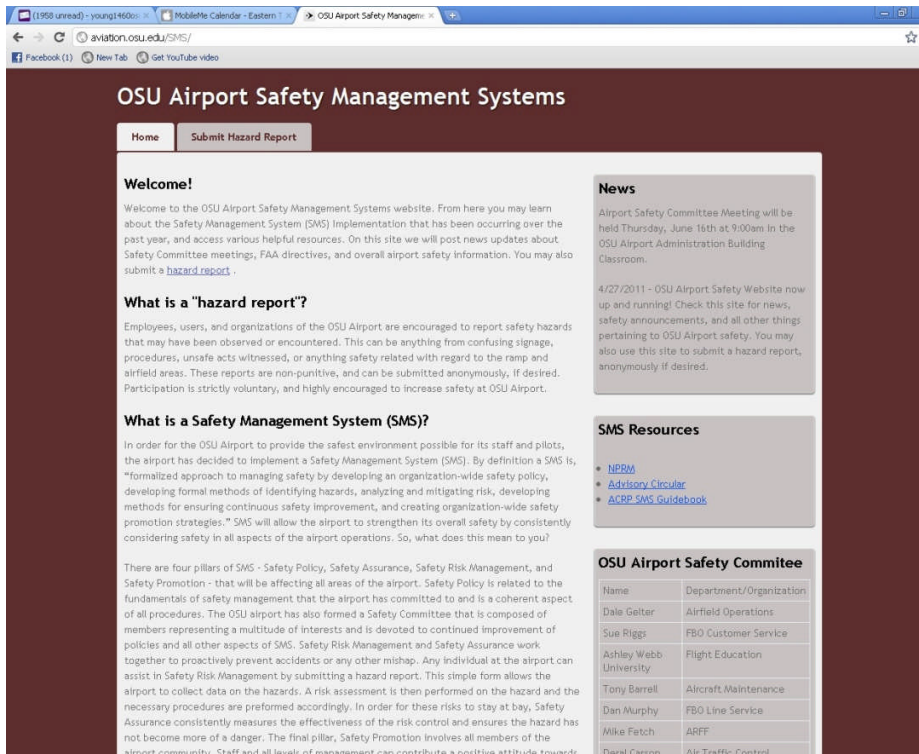 (1958 unread) - young1460os
MobileMe Calendar - Eastern T
OSU Airport Safety Manageme
aviation.osu.edu/SMS/
Facebook (1) New Tab Get YouTube video
OSU Airport Safety Management Systems
Home Submit Hazard Report
Welcome!
Welcome to the OSU Airport Safety Management Systems website. From here you may learn
about the Safety Management System (SMS) Implementation that has been occurring over the
past year, and access various helpful resources. On this site we will post news updates about
Safety Committee meetings, FAA directives, and overall airport safety information. You may also
submit a hazard report .
What is a "hazard report"?
Employees, users, and organizations of the OSU Airport are encouraged to report safety hazards
that may have been observed or encountered. This can be anything from confusing signage,
procedures, unsafe acts witnessed, or anything safety related with regard to the ramp and
airfield areas. These reports are non-punitive, and can be submitted anonymously, if desired.
Participation is strictly voluntary, and highly encouraged to increase safety at OSU Airport.
What is a Safety Management System (SMS)?
In order for the OSU Airport to provide the safest environment possible for its staff and pilots,
the airport has decided to implement a Safety Management System (SMS). By definition a SMS is,
"formalized approach to managing safety by developing an organization-wide safety policy,
developing formal methods of identifying hazards, analyzing and mitigating risk, developing
methods for ensuring continuous safety improvement, and creating organization-wide safety
promotion strategies." SMS will allow the airport to strengthen its overall safety by consistently
considering safety in all aspects of the airport operations. So, what does this mean to you?
There are four pillars of SMS - Safety Policy, Safety Assurance, Safety Risk Management, and
Safety Promotion - that will be affecting all areas of the airport. Safety Policy is related to the
fundamentals of safety management that the airport has committed to and is a coherent aspect
of all procedures. The OSU airport has also formed a Safety Committee that is composed of
members representing a multitude of interests and is devoted to continued improvement of
policies and all other aspects of SMS. Safety Risk Management and Safety Assurance work
together to proactively prevent accidents or any other mishap. Any individual at the airport can
assist in Safety Risk Management by submitting a hazard report. This simple form allows the
airport to collect data on the hazards. A risk assessment is then performed on the hazard and the
necessary procedures are preformed accordingly. In order for these risks to stay at bay, Safety
Assurance consistently measures the effectiveness of the risk control and ensures the hazard has
not become more of a danger. The final pillar, Safety Promotion involves all members of the
airport community. Staff and all levels of management can contribute a positive attitude towards
News
Airport Safety Committee Meeting will be
held Thursday, June 16th at 9:00am in the
OSU Airport Administration Building
Classroom.
4/27/2011 - OSU Airport Safety Website now
up and running! Check this site for news,
safety announcements, and all other things
pertaining to OSU Airport safety. You may
also use this site to submit a hazard report,
anonymously if desired.
SMS Resources
NPRM
Advisory Circular
ACRP SMS Guidebook
OSU Airport Safety Commitee
Name Department/Organization
Dale Gelter Airfield Operations
Sue Riggs FBO Customer Service
Ashley Webb Flight Education
University
Tony Barrell Aircraft Maintenance
Dan Murphy FBO Line Service
Mike Fetch ARFF
Deral Carson Air Traffic Control